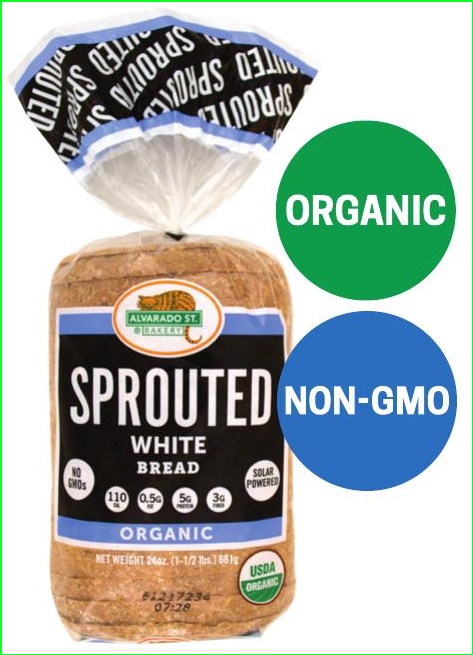 SPROUTED SPROUTED SPROUTED SPROUTED
ALVARADO ST.
BAKERY
SPROUTED
WHITE
BREAD
NO
GMOs
110
CAL
0.5g
FAT
5g
PROTEIN
3g
FIBER
SOLAR
POWERED
ORGANIC
NET WEIGHT 24oz. (1-1/2 lbs.) 681g
USDA
ORGANIC
07:28
ORGANIC
NON-GMO